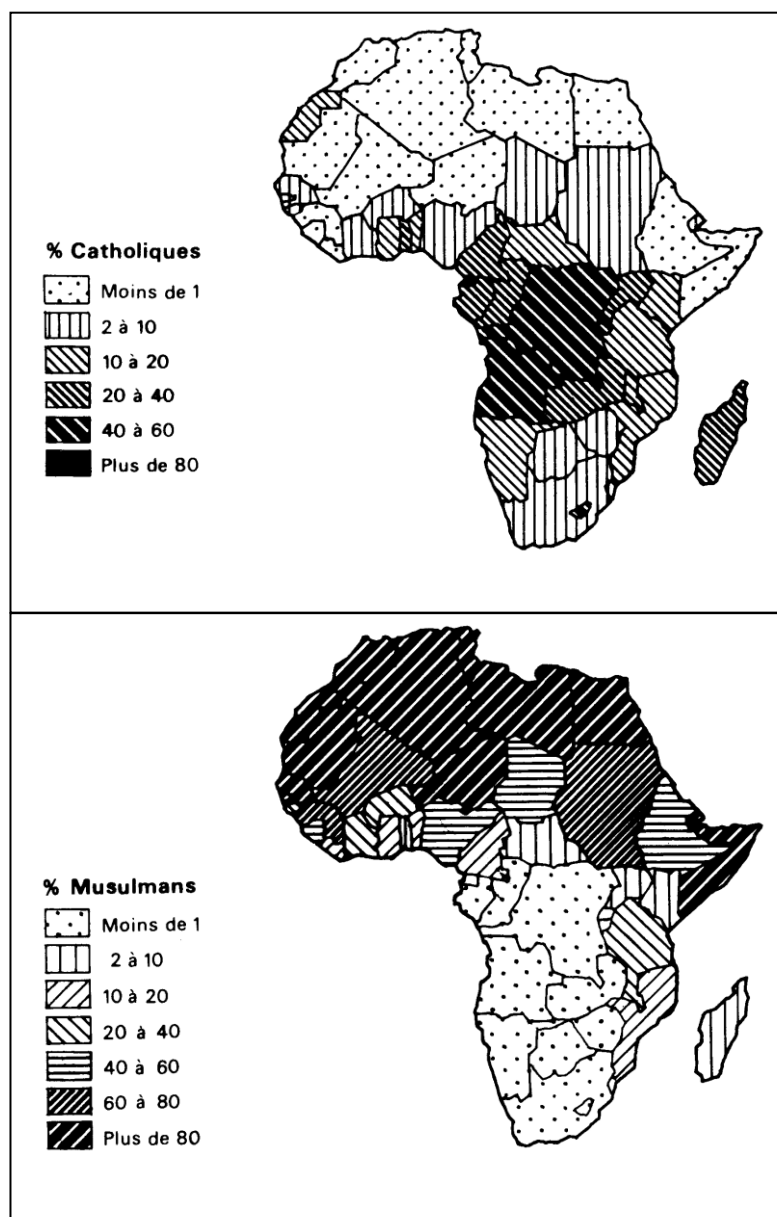 % Catholiques
Moins de 1
2 à 10
10 à 20
20 à 40
40 à 60
Plus de 80
% Musulmans
Moins de 1
2 à 10
10 à 20
20 à 40
40 à 60
60 à 80
Plus de 80